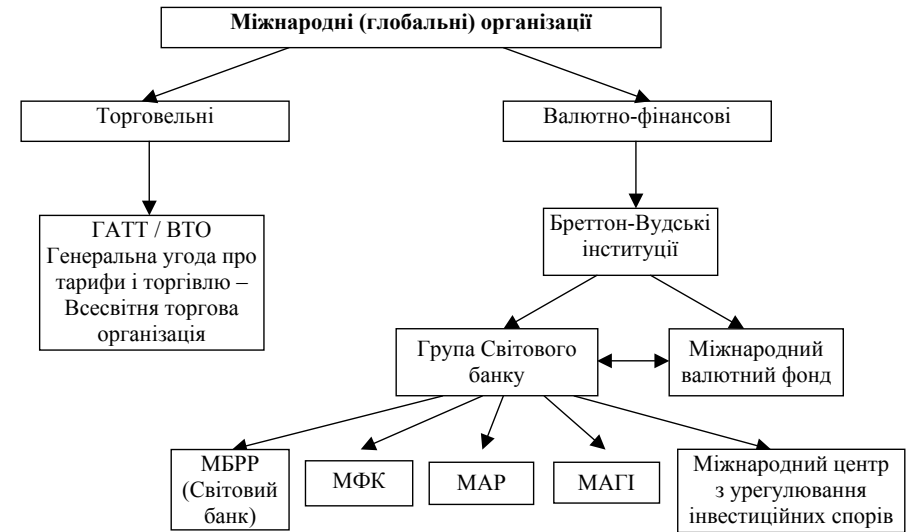 Міжнародні (глобальні) організації
Торговельні
Валютно-фінансові
ГАТТ / ВТО
Генеральна угода про
тарифи і торгівлю –
Всесвітня торгова
організація
Бреттон-Вудські
інституції
Група Світового
банку
Міжнародний
валютний фонд
МБРР
(Світовий
банк)
МФК
МАР
МАГІ
Міжнародний центр
з урегулювання
інвестиційних спорів